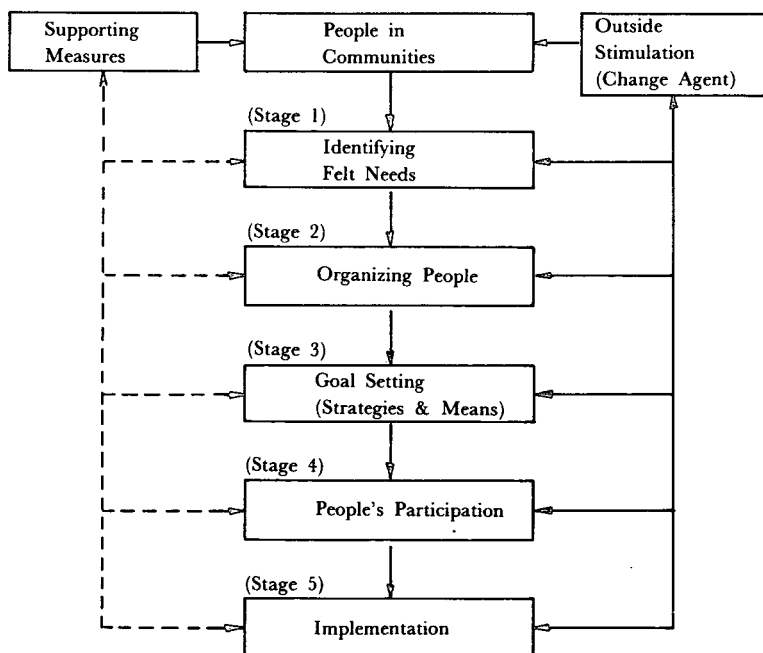 Supporting
Measures
People in
Communities
Outside
Stimulation
(Change Agent)
(Stage 1)
Identifying
Felt Needs
(Stage 2)
Organizing People
(Stage 3)
Goal Setting
(Strategies & Means)
(Stage 4)
People's Participation
(Stage 5)
Implementation